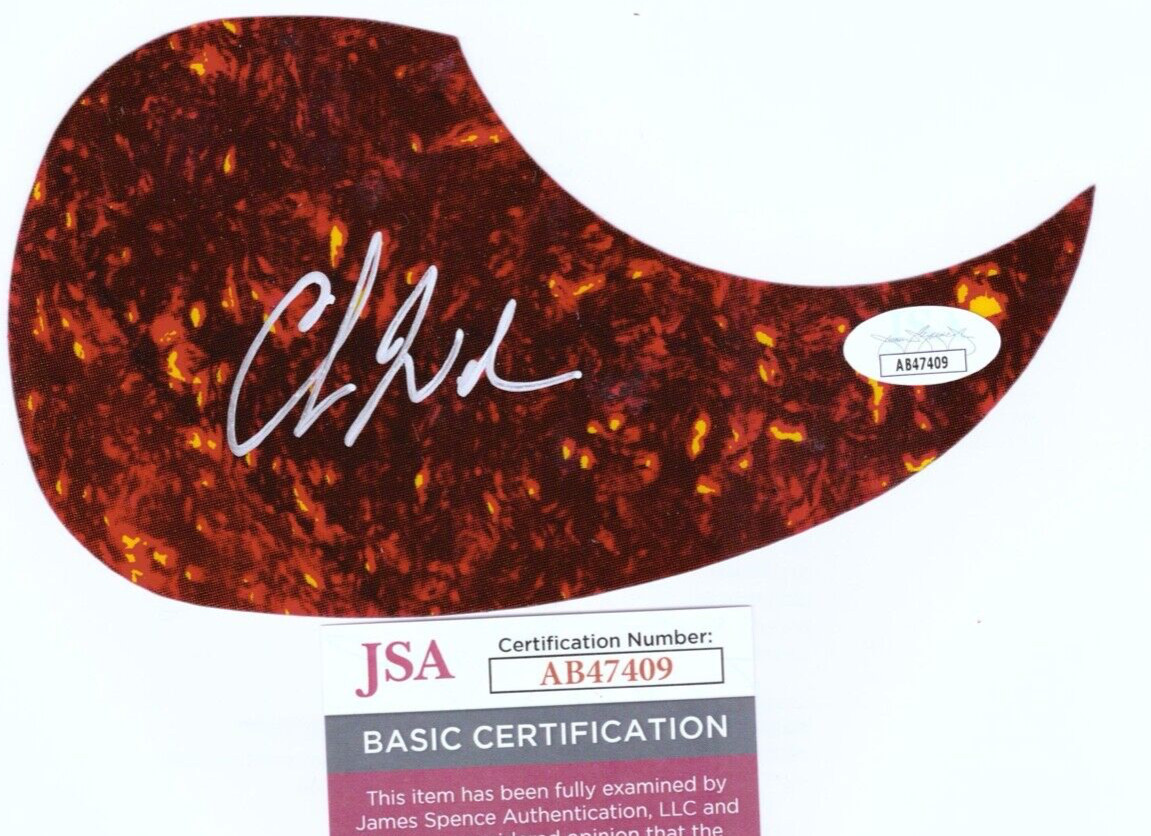 AB47409
JSA
Certification Number:
AB47409
BASIC CERTIFICATION
This item has been fully examined by
James Spence Authentication, LLC and
opinion that the